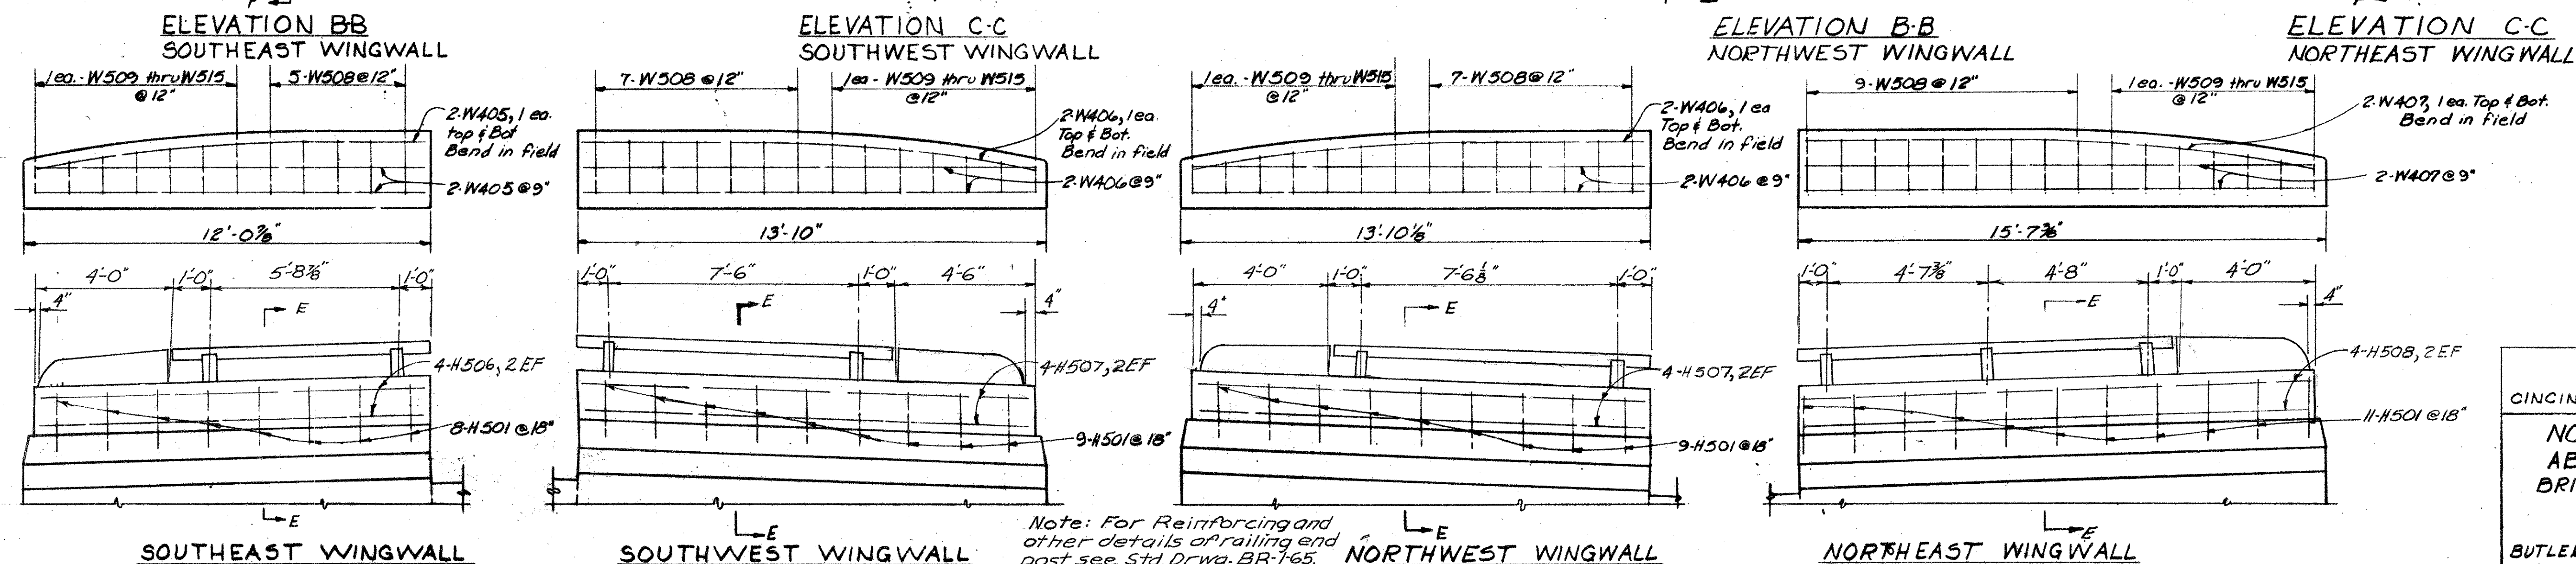 ELEVATION BB
SOUTHEAST WINGWALL
ELEVATION C-C
SOUTHWEST WINGWALL
ELEVATION B-B
NORTHWEST WINGWALL
ELEVATION C-C
NORTHEAST WINGWALL
1ea.-W509 thru W515
@ 12"
5-W508@12"
2-W405, 1 ea.
top & Bot
Bend in field
2-W405@9"
12'-0⅞"
7-W508 @ 12"
1ea-W509 thru W515
@12"
2-W406, 1ea.
Top & Bot.
Bend in field
2-W406@9"
13'-10"
1ea.-W509 thru W515
@ 12"
7-W508@12"
2-W406, 1 ea
Top & Bot.
Bend in field
2-W406 @ 9"
13'-10⅛"
9-W508 @ 12"
1ea.-W509 thru W515
@ 12"
2-W407, 1ea. Top & Bot.
Bend in field
2-W407@9"
15'-7⅜"
4'-0"
1'-0"
5'-8⅞"
1'-0"
4"
E
4-H506, 2EF
8-H501 @18"
E
SOUTHEAST WINGWALL
1'-0"
7'-6"
1'-0"
4'-6"
4"
E
4-H507, 2EF
9-H501@18"
E
SOUTHWEST WINGWALL
Note: For Reinforcing and
other details of railing end
post see Std. Drwg. BR-1-65.
4'-0"
1'-0"
7'-6⅛"
1'-0"
4"
E
4-H507, 2EF
9-H501@18"
E
NORTHWEST WINGWALL
1'-0"
4'-7⅞"
4'-8"
1'-0"
4'-0"
4"
E
4-H508, 2EF
11-H501 @18"
E
NORTHEAST WINGWALL
CINCIN
NO
AB
BRI
BUTLE